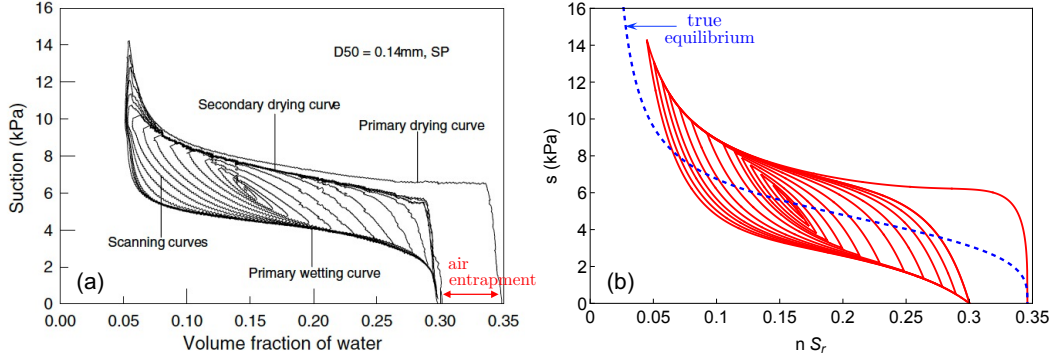 16
14
12
10
8
6
4
2
0
Suction (kPa)
D50 = 0.14mm, SP
Secondary drying curve
Primary drying curve
Scanning curves
Primary wetting curve
(a)
air
entrapment
0.00
0.05
0.10
0.15
0.20
0.25
0.30
0.35
Volume fraction of water
16
14
12
10
8
6
4
2
0
s (kPa)
true
equilibrium
(b)
0
0.05
0.1
0.15
0.2
0.25
0.3
0.35
n Sᵣ